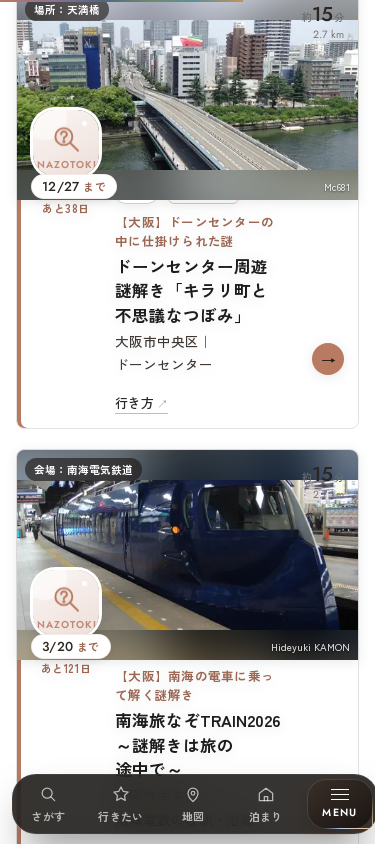 場所：天満橋
約15分
2.7 km
NAZOTOKI
12/27 まで
Mc681
あと38日
【大阪】ドーンセンターの
中に仕掛けられた謎
ドーンセンター周遊
謎解き「キラリ町と
不思議なつぼみ」
大阪市中央区｜
ドーンセンター
→
行き方 ↗
会場：南海電気鉄道
約15分
NAZOTOKI
3/20 まで
Hideyuki KAMON
あと121日
【大阪】南海の電車に乗っ
て解く謎解き
南海旅なぞTRAIN2026
～謎解きは旅の
途中で～
さがす
行きたい
地図
泊まり
MENU